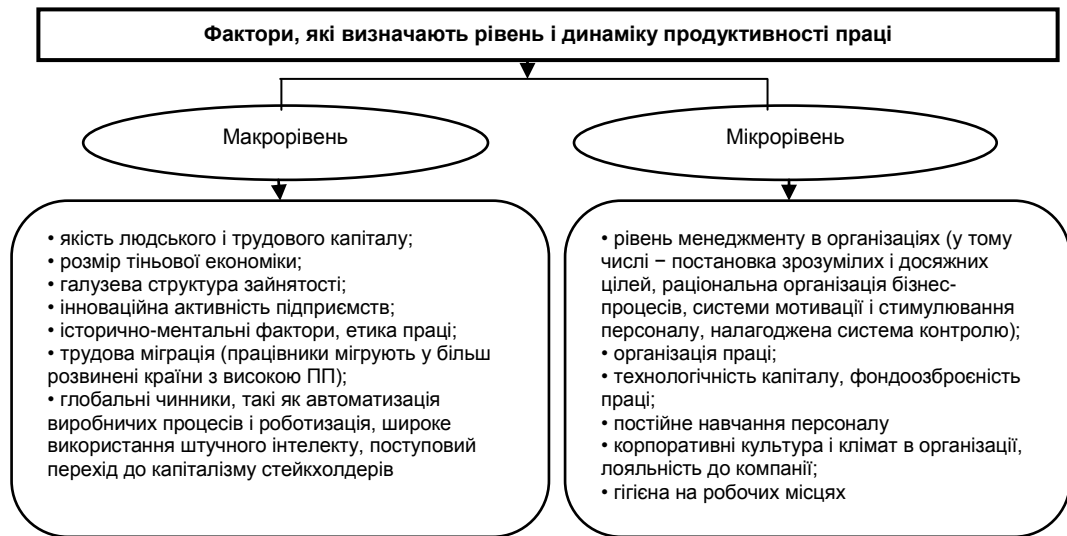 Фактори, які визначають рівень і динаміку продуктивності праці
Макрорівень
Мікрорівень
• якість людського і трудового капіталу;
• розмір тіньової економіки;
• галузева структура зайнятості;
• інноваційна активність підприємств;
• історично-ментальні фактори, етика праці;
• трудова міграція (працівники мігрують у більш
розвинені країни з високою ПП);
• глобальні чинники, такі як автоматизація
виробничих процесів і роботизація, широке
використання штучного інтелекту, поступовий
перехід до капіталізму стейкхолдерів
• рівень менеджменту в організаціях (у тому
числі − постановка зрозумілих і досяжних
цілей, раціональна організація бізнес-
процесів, системи мотивації і стимулювання
персоналу, налагоджена система контролю);
• організація праці;
• технологічність капіталу, фондоозброєність
праці;
• постійне навчання персоналу
• корпоративні культура і клімат в організації,
лояльність до компанії;
• гігієна на робочих місцях